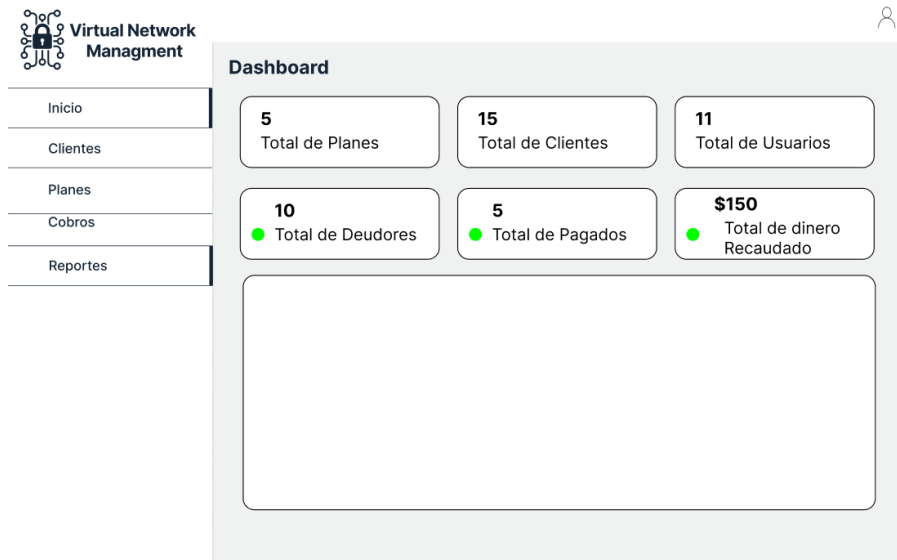 Virtual Network
Managment
Inicio
Clientes
Planes
Cobros
Reportes
Dashboard
5
Total de Planes
15
Total de Clientes
11
Total de Usuarios
10
Total de Deudores
5
Total de Pagados
$150
Total de dinero
Recaudado